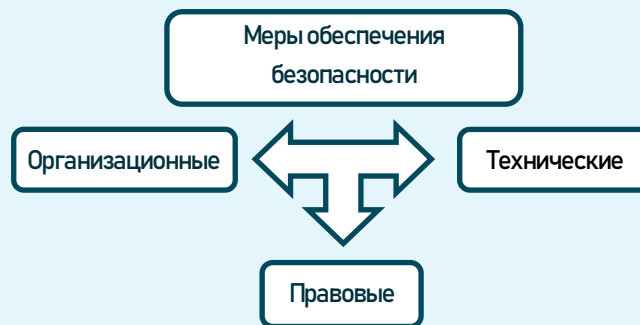 Меры обеспечения
безопасности
Организационные
Технические
Правовые